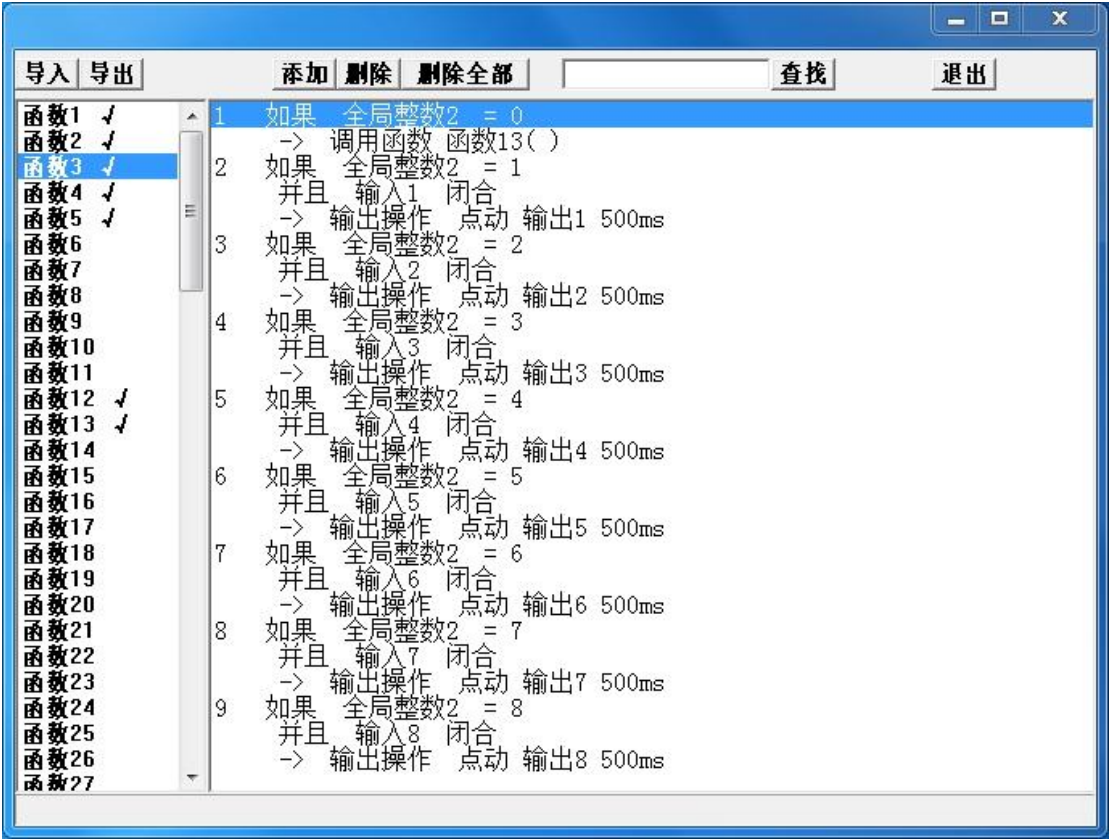 导入 导出 添加 删除 删除全部 查找 退出
函数1 √
函数2 √
函数3 √
函数4 √
函数5 √
函数6
函数7
函数8
函数9
函数10
函数11
函数12 √
函数13 √
函数14
函数15
函数16
函数17
函数18
函数19
函数20
函数21
函数22
函数23
函数24
函数25
函数26
函数27
1 如果 全局整数2 = 0
-> 调用函数 函数13( )
2 如果 全局整数2 = 1
并且 输入1 闭合
-> 输出操作 点动 输出1 500ms
3 如果 全局整数2 = 2
并且 输入2 闭合
-> 输出操作 点动 输出2 500ms
4 如果 全局整数2 = 3
并且 输入3 闭合
-> 输出操作 点动 输出3 500ms
5 如果 全局整数2 = 4
并且 输入4 闭合
-> 输出操作 点动 输出4 500ms
6 如果 全局整数2 = 5
并且 输入5 闭合
-> 输出操作 点动 输出5 500ms
7 如果 全局整数2 = 6
并且 输入6 闭合
-> 输出操作 点动 输出6 500ms
8 如果 全局整数2 = 7
并且 输入7 闭合
-> 输出操作 点动 输出7 500ms
9 如果 全局整数2 = 8
并且 输入8 闭合
-> 输出操作 点动 输出8 500ms